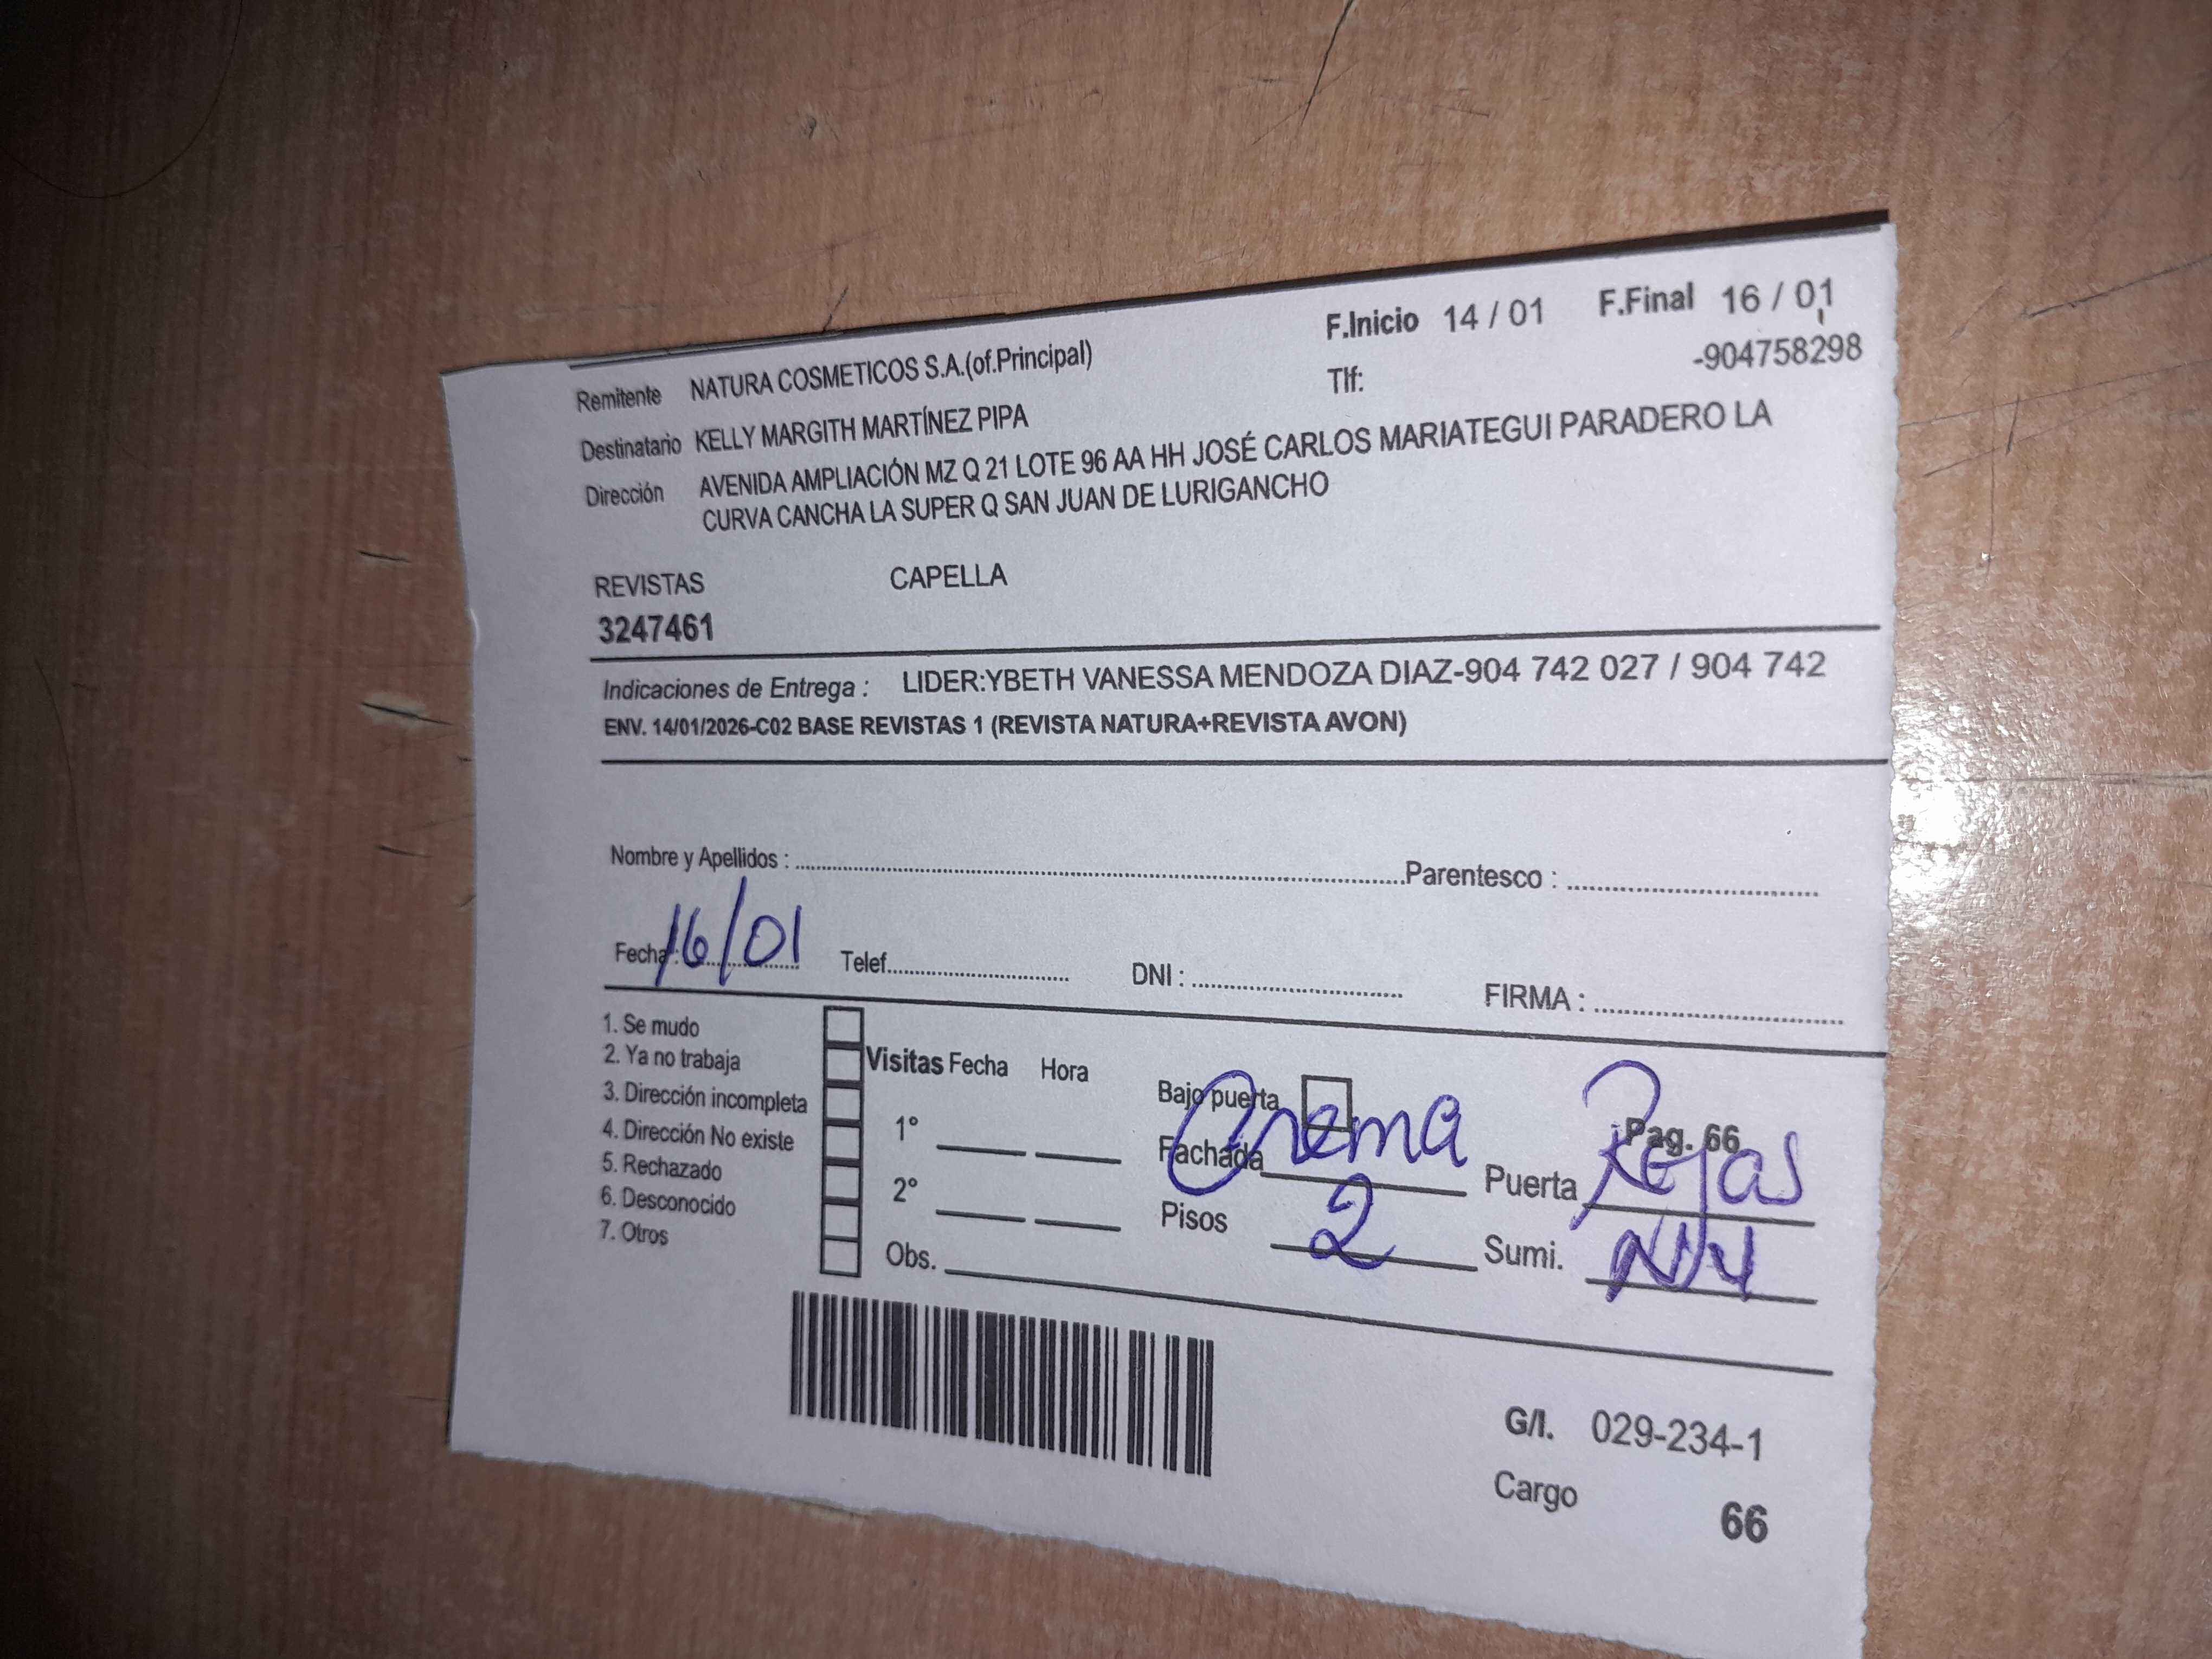 F.Inicio 14 / 01 F.Final 16 / 01
Remitente NATURA COSMETICOS S.A.(of.Principal)
Tlf: -904758298
Destinatario KELLY MARGITH MARTÍNEZ PIPA
Dirección AVENIDA AMPLIACIÓN MZ Q 21 LOTE 96 AA HH JOSÉ CARLOS MARIATEGUI PARADERO LA
CURVA CANCHA LA SUPER Q SAN JUAN DE LURIGANCHO
REVISTAS CAPELLA
3247461
Indicaciones de Entrega : LIDER:YBETH VANESSA MENDOZA DIAZ-904 742 027 / 904 742
ENV. 14/01/2026-C02 BASE REVISTAS 1 (REVISTA NATURA+REVISTA AVON)
Nombre y Apellidos : Parentesco :
Fecha : 16/01 Telef. DNI : FIRMA :
1. Se mudo
2. Ya no trabaja
3. Dirección incompleta
4. Dirección No existe
5. Rechazado
6. Desconocido
7. Otros
Visitas Fecha Hora
1°
2°
Obs.
Bajo puerta
Pag. 66
Fachada Crema Puerta Rejas
Pisos 2 Sumi.
G/I. 029-234-1
Cargo 66